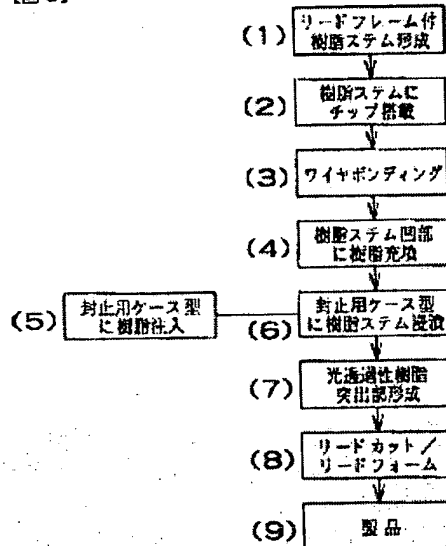 (1) リードフレーム付
樹脂ステム形成
(2) 樹脂ステムに
チップ搭載
(3) ワイヤボンディング
(4) 樹脂ステム凹部
に樹脂充填
(5) 封止用ケース型
に樹脂注入
(6) 封止用ケース型
に樹脂ステム浸漬
(7) 光透過性樹脂
突出部形成
(8) リードカット／
リードフォーム
(9) 製品